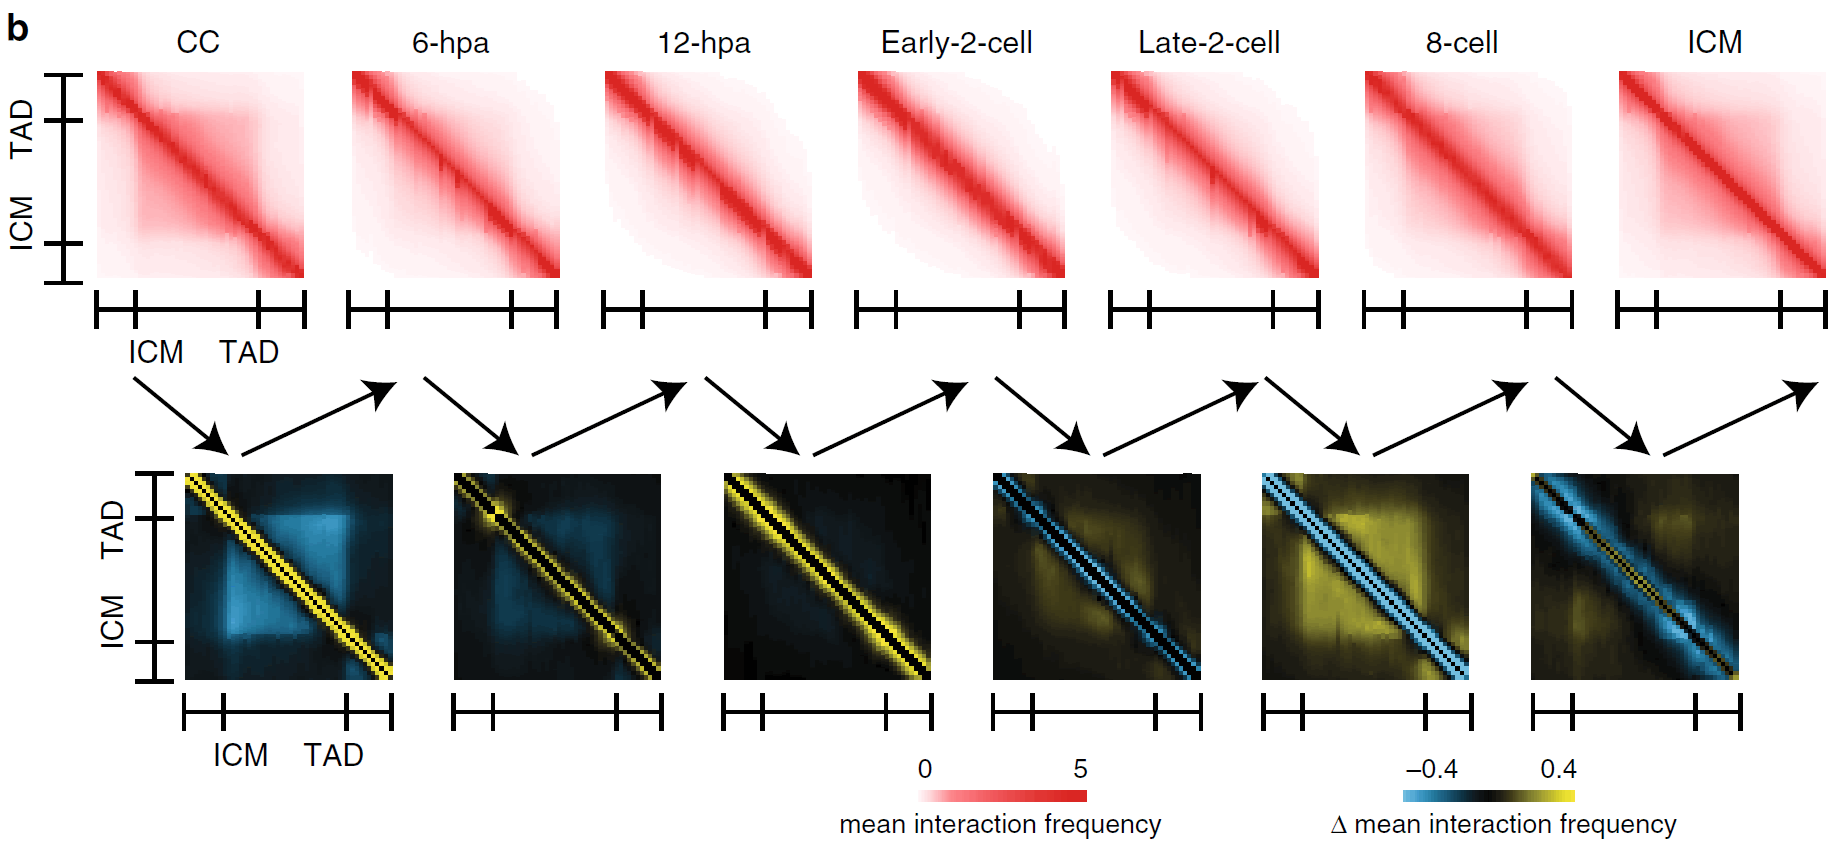 b
CC 6-hpa 12-hpa Early-2-cell Late-2-cell 8-cell ICM
TAD
ICM
ICM TAD
TAD
ICM
ICM TAD
0 5
mean interaction frequency
−0.4 0.4
Δ mean interaction frequency